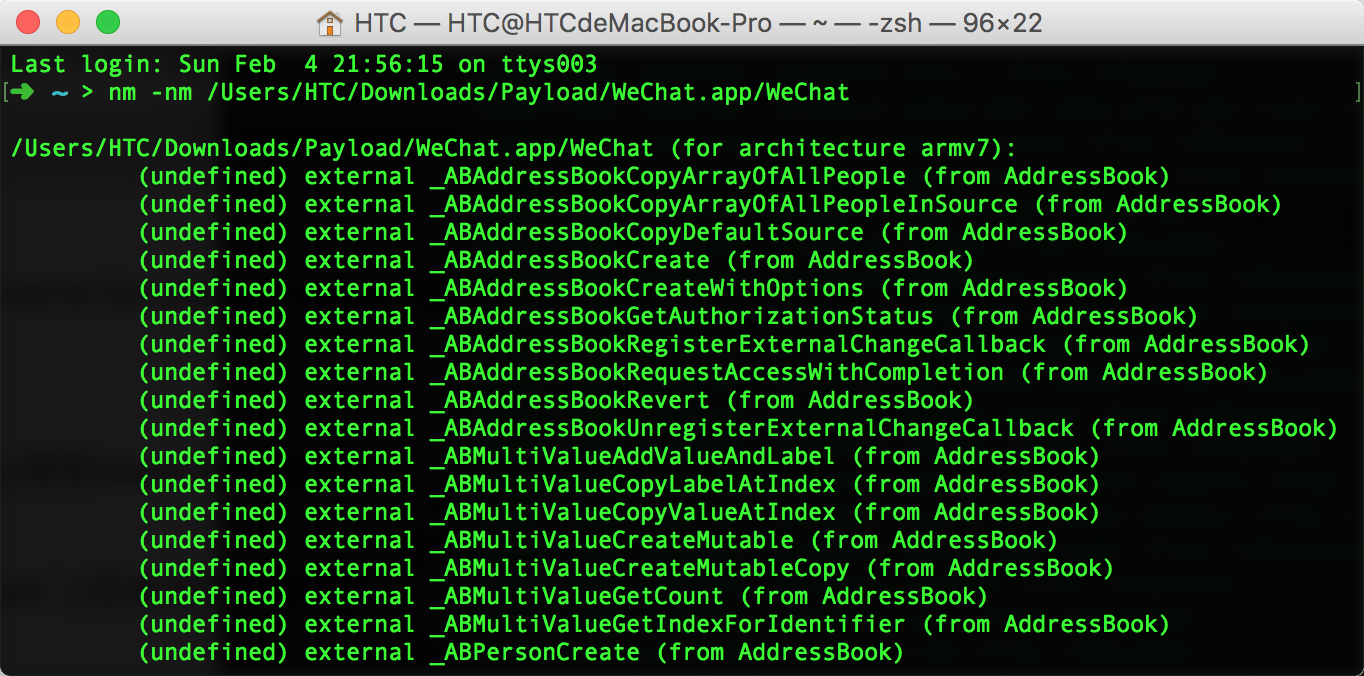 HTC — HTC@HTCdeMacBook-Pro — ~ — -zsh — 96×22
Last login: Sun Feb  4 21:56:15 on ttys003
[➜  ~ > nm -nm /Users/HTC/Downloads/Payload/WeChat.app/WeChat ]
/Users/HTC/Downloads/Payload/WeChat.app/WeChat (for architecture armv7):
(undefined) external _ABAddressBookCopyArrayOfAllPeople (from AddressBook)
(undefined) external _ABAddressBookCopyArrayOfAllPeopleInSource (from AddressBook)
(undefined) external _ABAddressBookCopyDefaultSource (from AddressBook)
(undefined) external _ABAddressBookCreate (from AddressBook)
(undefined) external _ABAddressBookCreateWithOptions (from AddressBook)
(undefined) external _ABAddressBookGetAuthorizationStatus (from AddressBook)
(undefined) external _ABAddressBookRegisterExternalChangeCallback (from AddressBook)
(undefined) external _ABAddressBookRequestAccessWithCompletion (from AddressBook)
(undefined) external _ABAddressBookRevert (from AddressBook)
(undefined) external _ABAddressBookUnregisterExternalChangeCallback (from AddressBook)
(undefined) external _ABMultiValueAddValueAndLabel (from AddressBook)
(undefined) external _ABMultiValueCopyLabelAtIndex (from AddressBook)
(undefined) external _ABMultiValueCopyValueAtIndex (from AddressBook)
(undefined) external _ABMultiValueCreateMutable (from AddressBook)
(undefined) external _ABMultiValueCreateMutableCopy (from AddressBook)
(undefined) external _ABMultiValueGetCount (from AddressBook)
(undefined) external _ABMultiValueGetIndexForIdentifier (from AddressBook)
(undefined) external _ABPersonCreate (from AddressBook)